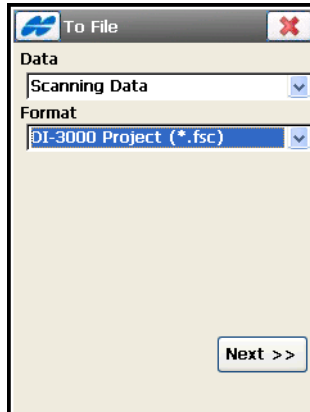 To File
Data
Scanning Data
Format
DI-3000 Project (*.fsc)
Next >>